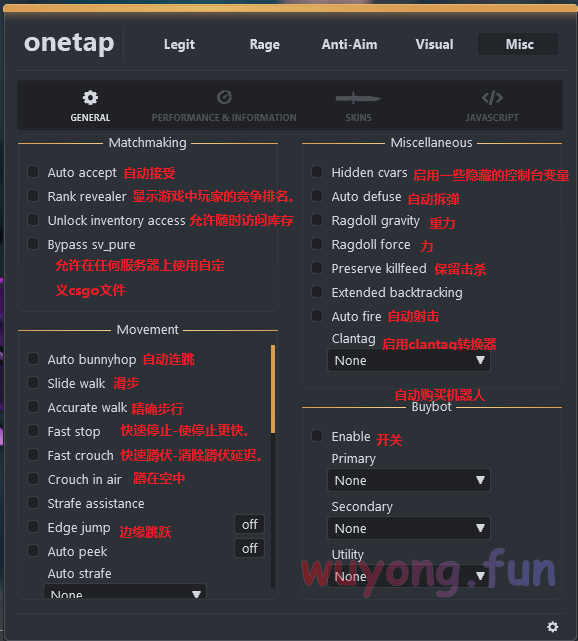 onetap Legit Rage Anti-Aim Visual Misc
GENERAL PERFORMANCE & INFORMATION SKINS JAVASCRIPT
Matchmaking
Auto accept 自动接受
Rank revealer 显示游戏中玩家的竞争排名。
Unlock inventory access 允许随时访问库存
Bypass sv_pure
允许在任何服务器上使用自定
义csgo文件
Movement
Auto bunnyhop 自动连跳
Slide walk 滑步
Accurate walk 精确步行
Fast stop 快速停止-使停止更快。
Fast crouch 快速蹲伏-消除蹲伏延迟。
Crouch in air 蹲在空中
Strafe assistance
Edge jump 边缘跳跃 off
Auto peek off
Auto strafe
None
Miscellaneous
Hidden cvars 启用一些隐藏的控制台变量
Auto defuse 自动拆弹
Ragdoll gravity 重力
Ragdoll force 力
Preserve killfeed 保留击杀
Extended backtracking
Auto fire 自动射击
Clantag 启用clantag转换器
None
自动购买机器人
Buybot
Enable 开关
Primary
None
Secondary
None
Utility
None
wuyong.fun